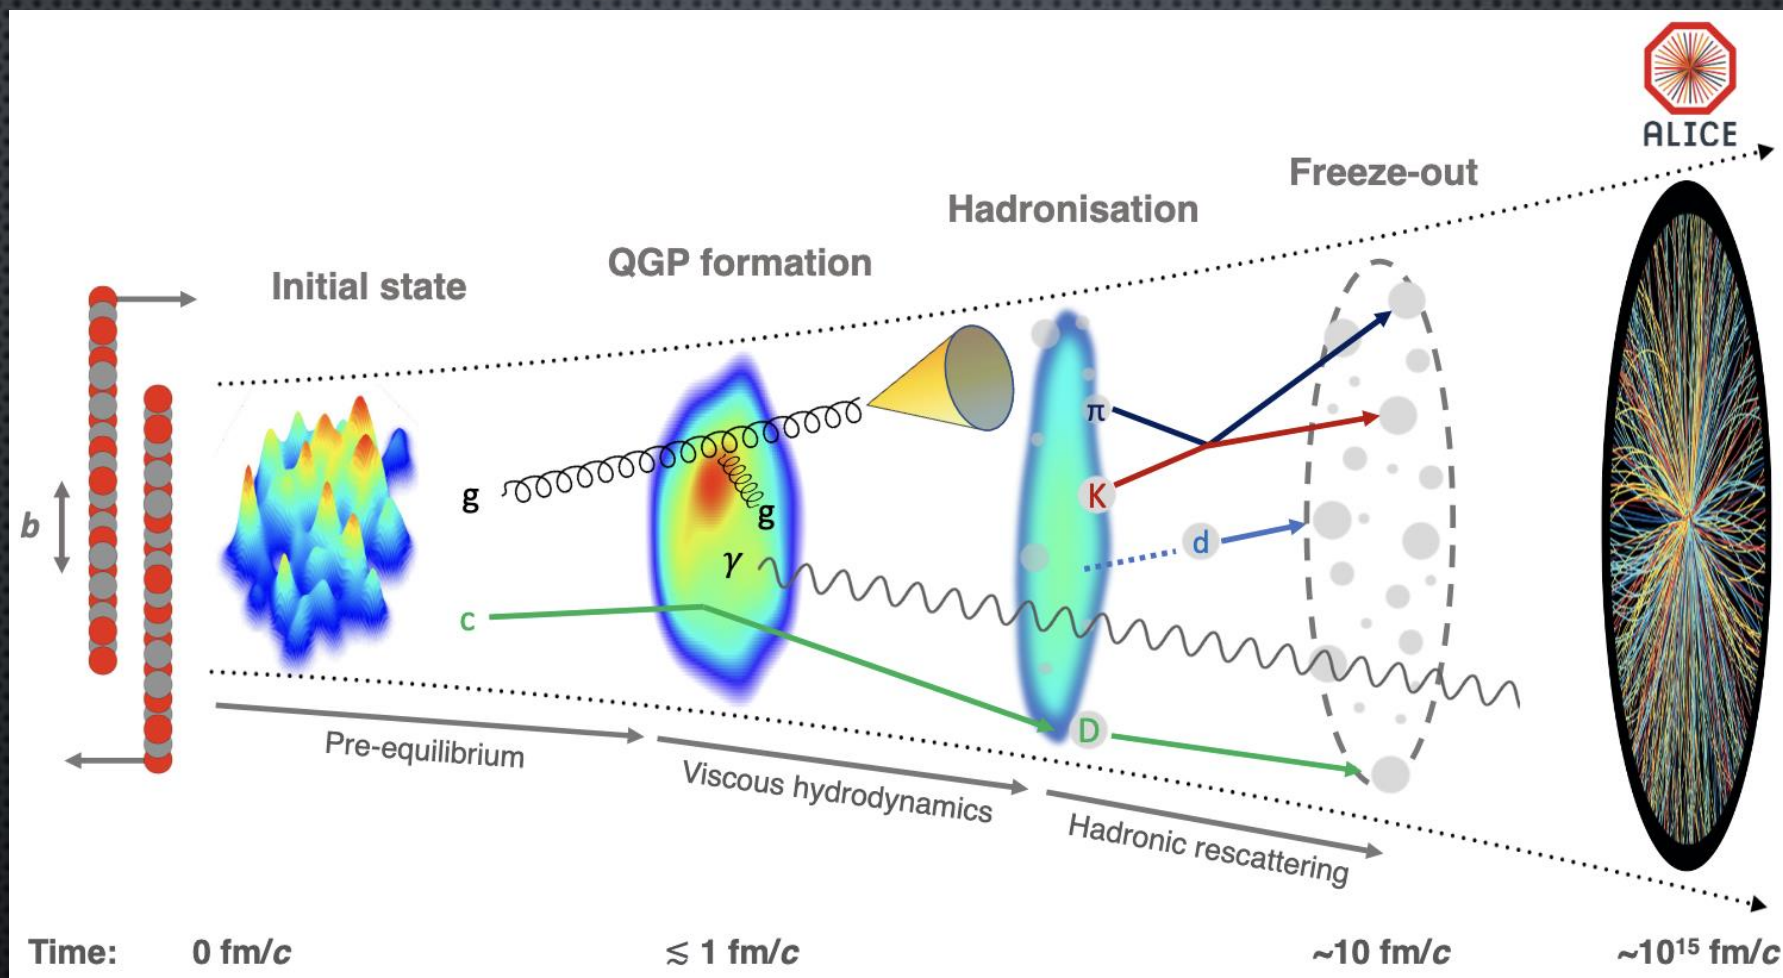 ALICE
Freeze-out
Hadronisation
QGP formation
Initial state
b
g
g
γ
c
π
K
d
D
Pre-equilibrium
Viscous hydrodynamics
Hadronic rescattering
Time: 0 fm/c ≲ 1 fm/c ~10 fm/c ~10¹⁵ fm/c